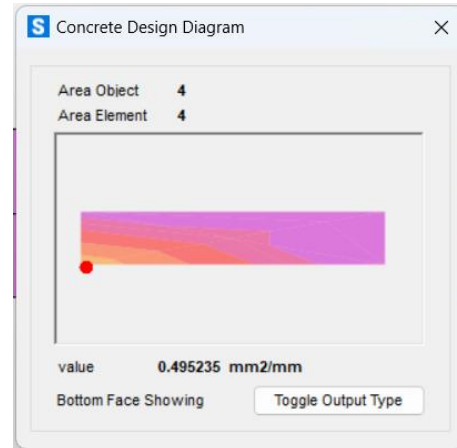 S Concrete Design Diagram
Area Object 4
Area Element 4
value 0.495235 mm2/mm
Bottom Face Showing Toggle Output Type